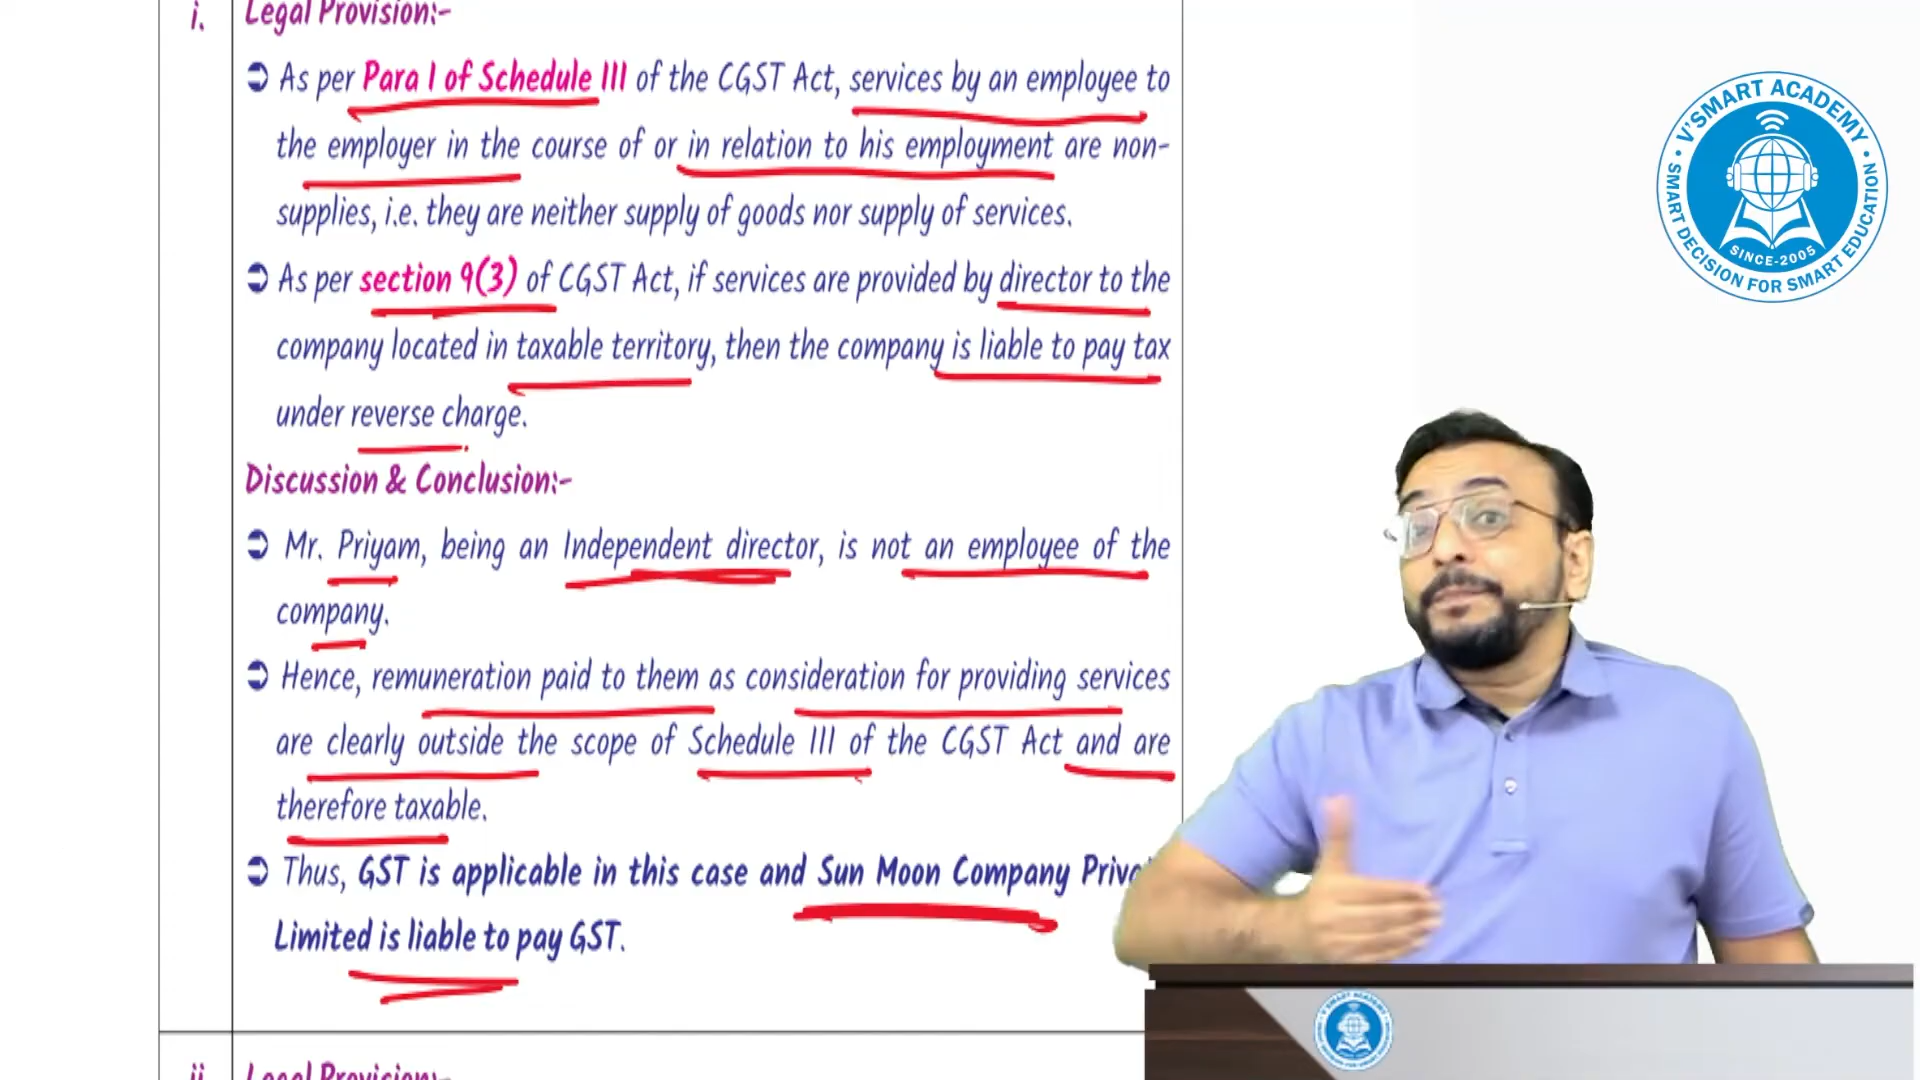 i. Legal Provision:-
➲ As per Para 1 of Schedule III of the CGST Act, services by an employee to
the employer in the course of or in relation to his employment are non-
supplies, i.e. they are neither supply of goods nor supply of services.
➲ As per section 9(3) of CGST Act, if services are provided by director to the
company located in taxable territory, then the company is liable to pay tax
under reverse charge.
Discussion & Conclusion:-
➲ Mr. Priyam, being an Independent director, is not an employee of the
company.
➲ Hence, remuneration paid to them as consideration for providing services
are clearly outside the scope of Schedule III of the CGST Act and are
therefore taxable.
➲ Thus, GST is applicable in this case and Sun Moon Company
Limited is liable to pay GST.
ii. Legal Provision:-
V'SMART ACADEMY
SINCE-2005
SMART DECISION FOR SMART EDUCATION